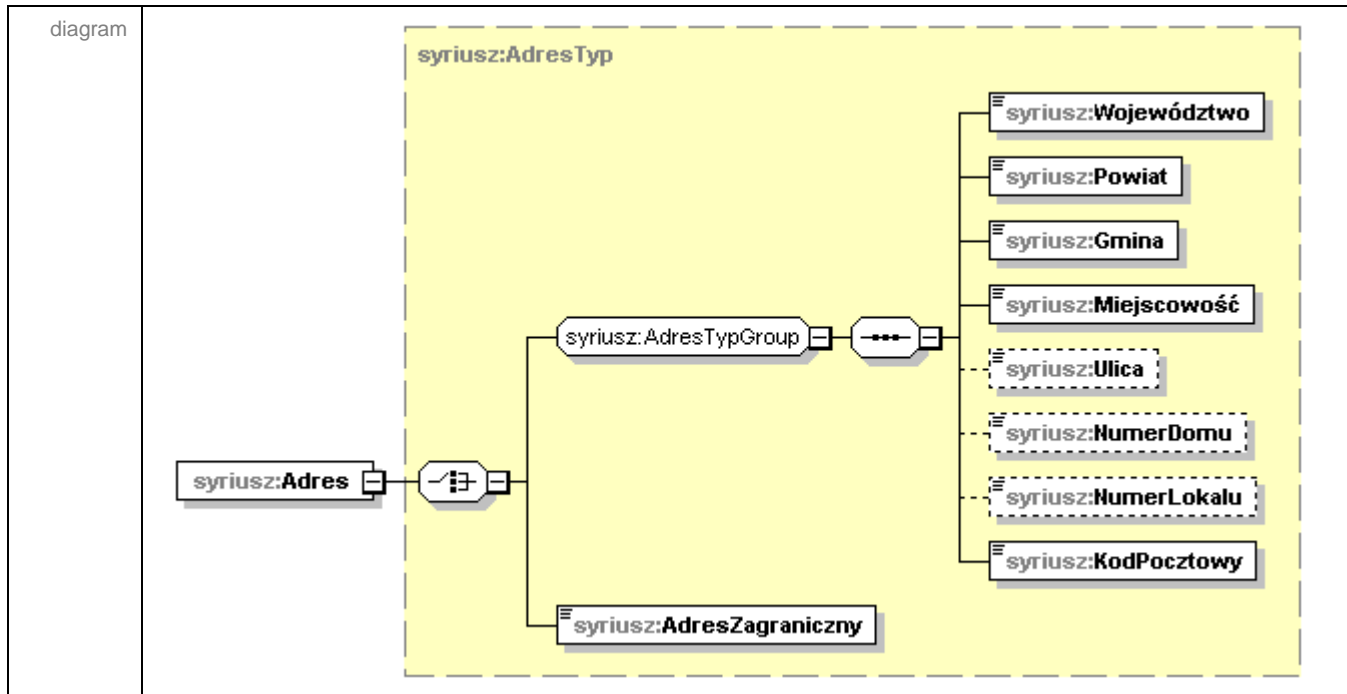 diagram
syriusz:AdresTyp
syriusz:Województwo
syriusz:Powiat
syriusz:Gmina
syriusz:Miejscowość
syriusz:AdresTypGroup
syriusz:Ulica
syriusz:NumerDomu
syriusz:Adres
syriusz:NumerLokalu
syriusz:KodPocztowy
syriusz:AdresZagraniczny